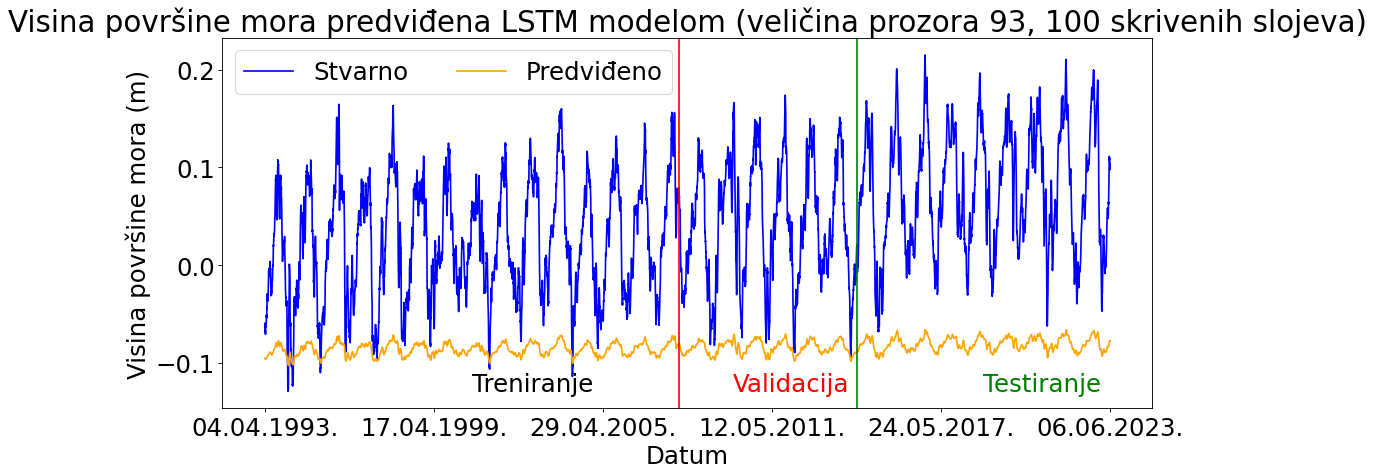 Visina površine mora predviđena LSTM modelom (veličina prozora 93, 100 skrivenih slojeva)
Stvarno
Predviđeno
Visina površine mora (m)
0.2
0.1
0.0
−0.1
Treniranje
Validacija
Testiranje
04.04.1993.
17.04.1999.
29.04.2005.
12.05.2011.
24.05.2017.
06.06.2023.
Datum